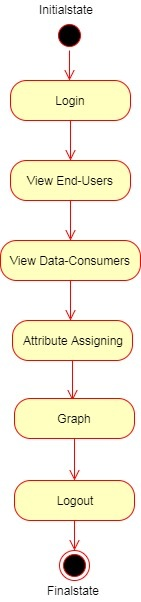 Initialstate
Login
View End-Users
View Data-Consumers
Attribute Assigning
Graph
Logout
Finalstate